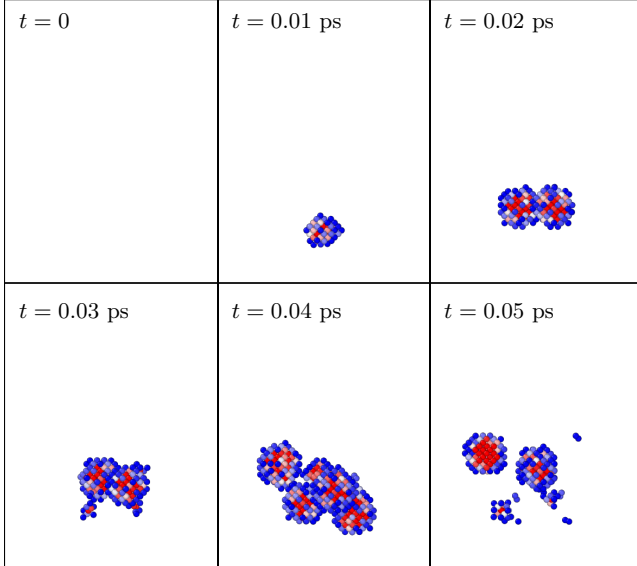 t = 0
t = 0.01 ps
t = 0.02 ps
t = 0.03 ps
t = 0.04 ps
t = 0.05 ps